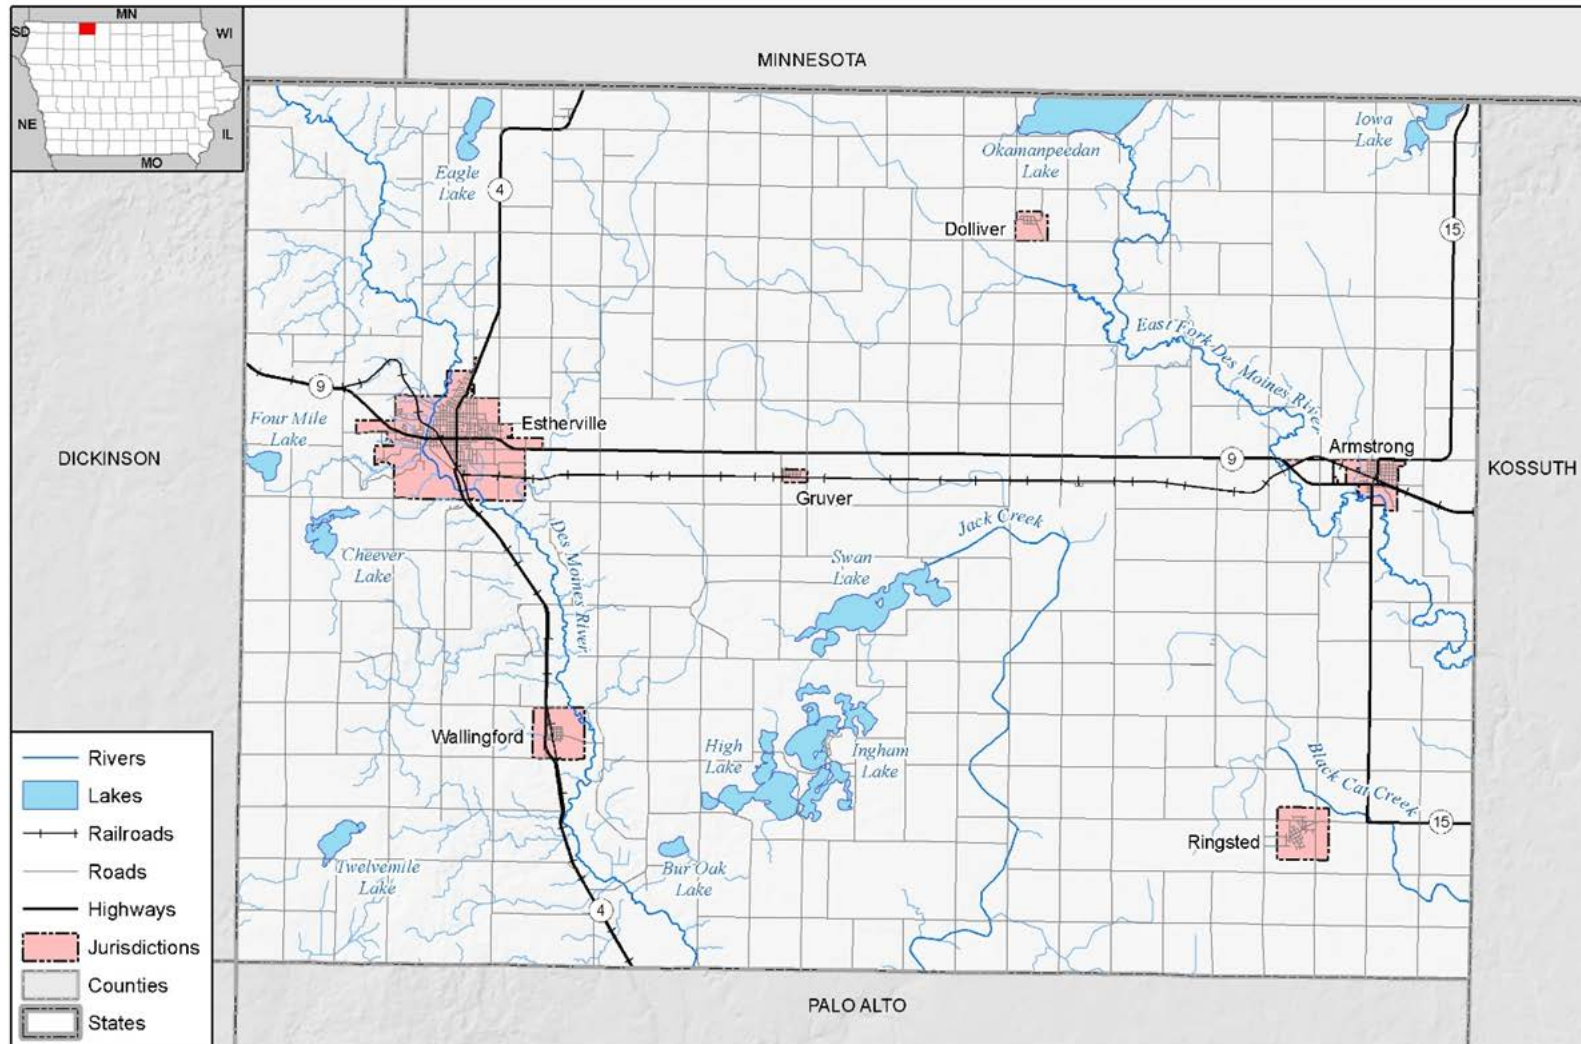 MN
SD
WI
NE
IL
MO
MINNESOTA
Iowa
Lake
Okamanpeedan
Lake
Eagle
Lake
4
Dolliver
15
East Fork Des Moines River
9
Four Mile
Lake
Estherville
Armstrong
DICKINSON
9
KOSSUTH
Gruver
Jack Creek
Des Moines River
Cheever
Lake
Swan
Lake
Wallingford
High
Lake
Ingham
Lake
Black Cat Creek
15
Ringsted
Twelvemile
Lake
Bur Oak
Lake
4
PALO ALTO
Rivers
Lakes
Railroads
Roads
Highways
Jurisdictions
Counties
States